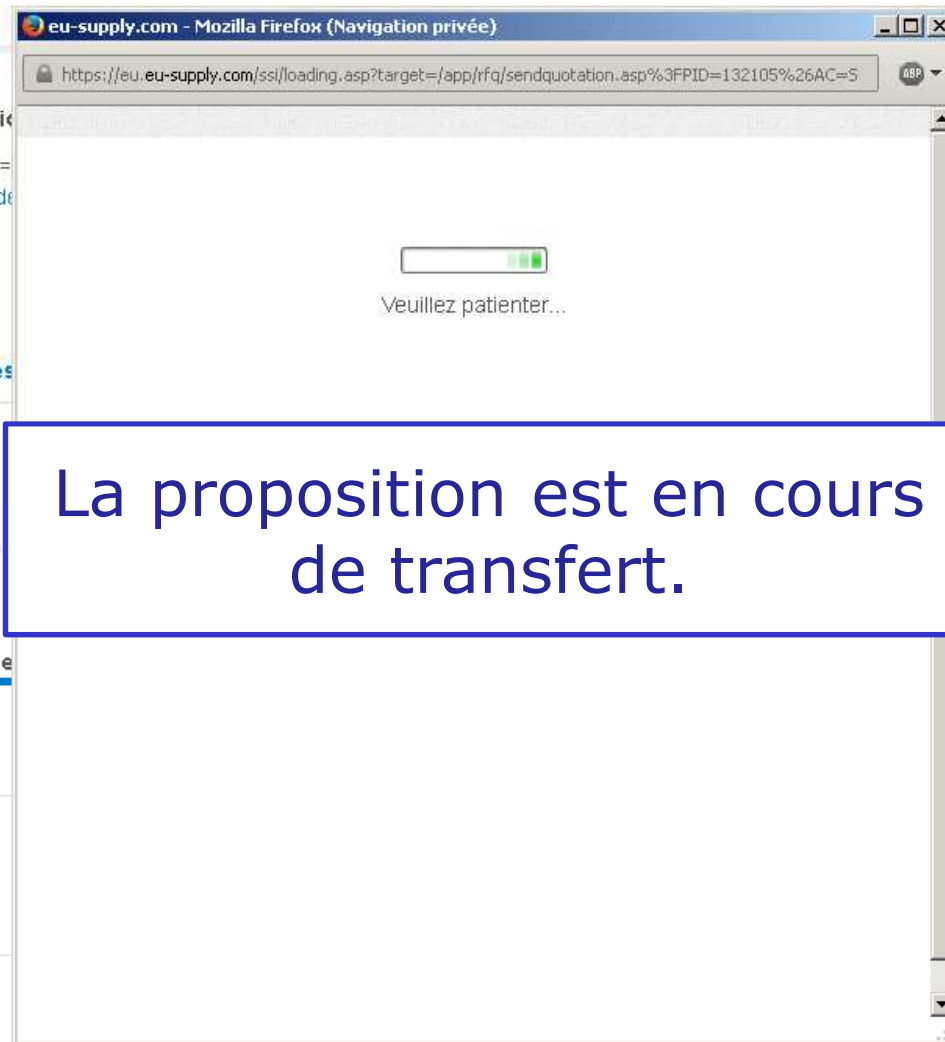 eu-supply.com - Mozilla Firefox (Navigation privée)
https://eu.eu-supply.com/ssi/loading.asp?target=/app/rfq/sendquotation.asp%3FPID=132105%26AC=S
ABP
Veuillez patienter...
La proposition est en cours
de transfert.